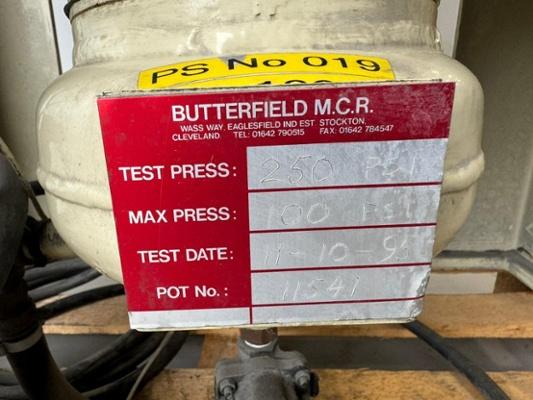 PS No 019
BUTTERFIELD M.C.R.
WASS WAY, EAGLESFIELD IND EST. STOCKTON,
CLEVELAND. TEL: 01642 790515 FAX: 01642 784547
TEST PRESS: 250 PSI
MAX PRESS: 100 PSI
TEST DATE: 11-10-95
POT No.: 11541